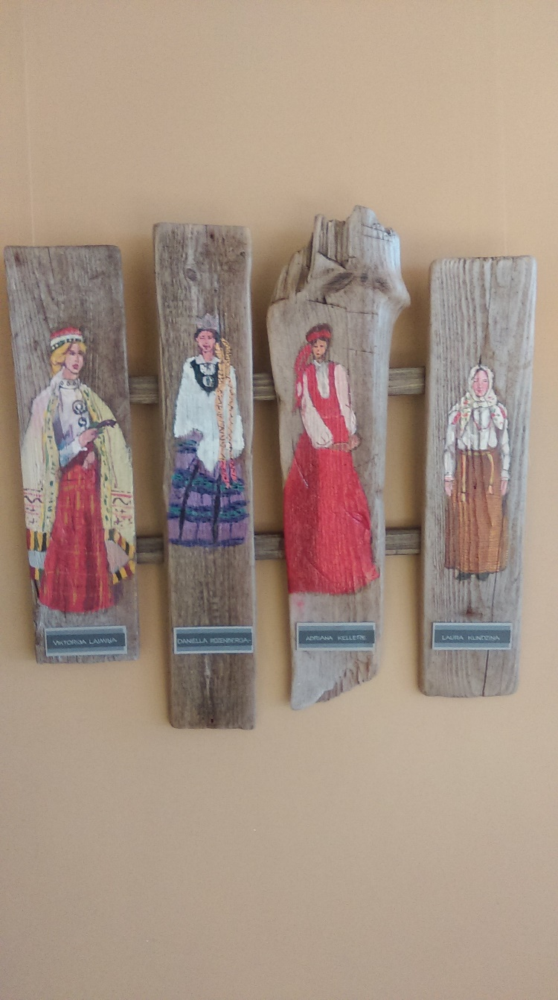 VIKTORIJA LAIMIŅA
DANIELLA ROZENBERGA
ADRIANA KELLERE
LAURA KUNDZIŅA